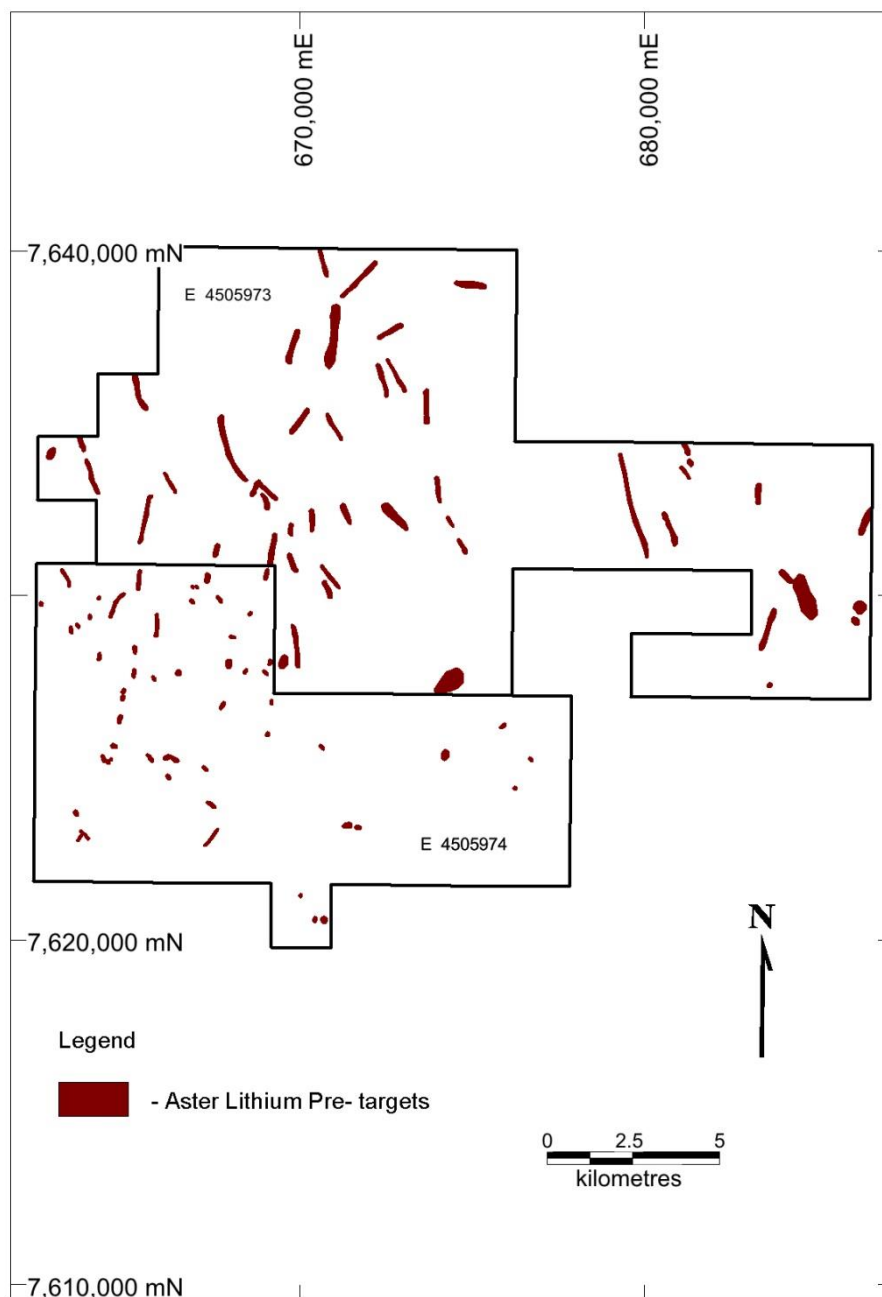 670,000 mE
680,000 mE
7,640,000 mN
E 4505973
E 4505974
7,620,000 mN
N
Legend
- Aster Lithium Pre- targets
0 2.5 5
kilometres
7,610,000 mN